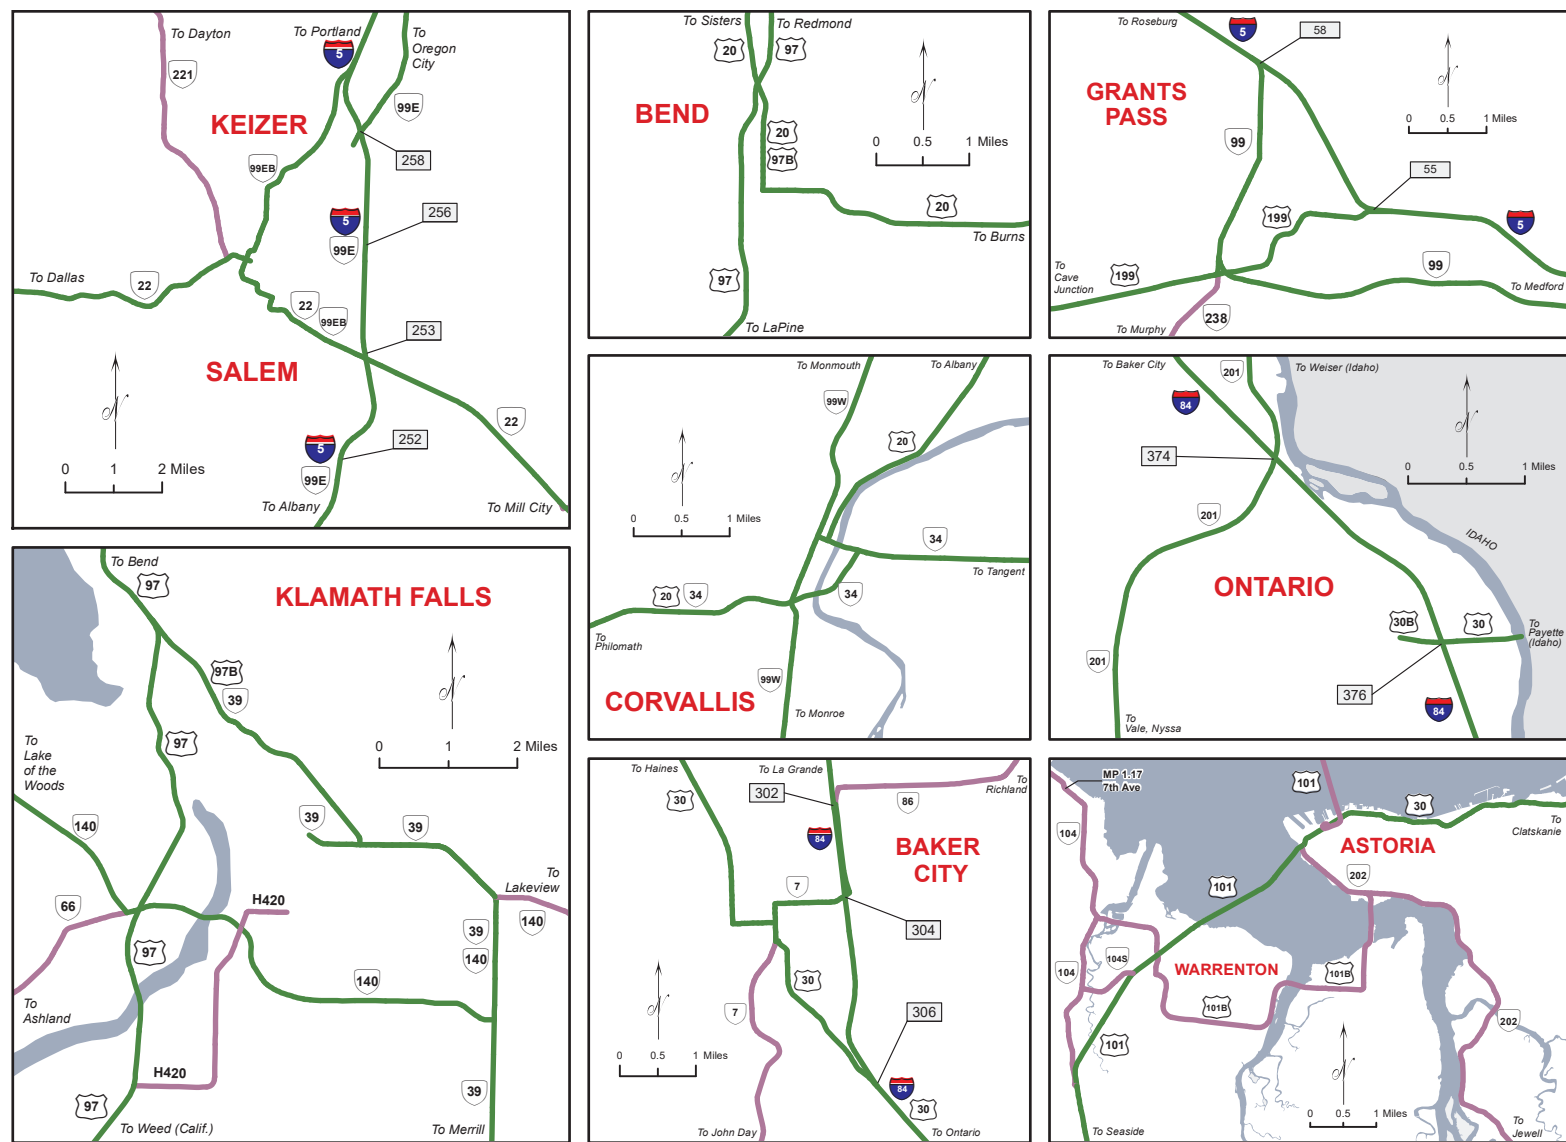 To Dayton
To Portland
To
Oregon
City
5
221
99E
KEIZER
258
99EB
256
5
99E
To Dallas
22
22
99EB
253
SALEM
N
22
252
5
99E
0 1 2 Miles
To Albany
To Mill City
To Sisters
To Redmond
20
97
BEND
N
20
97B
0 0.5 1 Miles
20
To Burns
97
To LaPine
To Roseburg
5
58
GRANTS
PASS
N
0 0.5 1 Miles
99
55
199
5
To
Cave
Junction
199
99
To Medford
238
To Murphy
To Monmouth
To Albany
99W
20
N
0 0.5 1 Miles
34
To Tangent
20
34
34
To
Philomath
99W
CORVALLIS
To Monroe
To Baker City
201
To Weiser (Idaho)
84
N
374
0 0.5 1 Miles
201
IDAHO
ONTARIO
30B
30
To
Payette
(Idaho)
201
376
84
To
Vale, Nyssa
To Bend
97
KLAMATH FALLS
97B
39
N
To
Lake
of the
Woods
97
0 1 2 Miles
140
39
39
To
Lakeview
66
H420
140
39
97
140
140
To
Ashland
H420
39
97
To Weed (Calif.)
To Merrill
To Haines
To La Grande
To
Richland
302
30
86
84
BAKER
CITY
7
304
30
N
7
306
0 0.5 1 Miles
84
30
To John Day
To Ontario
MP 1.17
7th Ave
101
30
To
Clatskanie
104
ASTORIA
202
101
104S
104
WARRENTON
101B
101B
202
101
N
0 0.5 1 Miles
To Seaside
To
Jewell